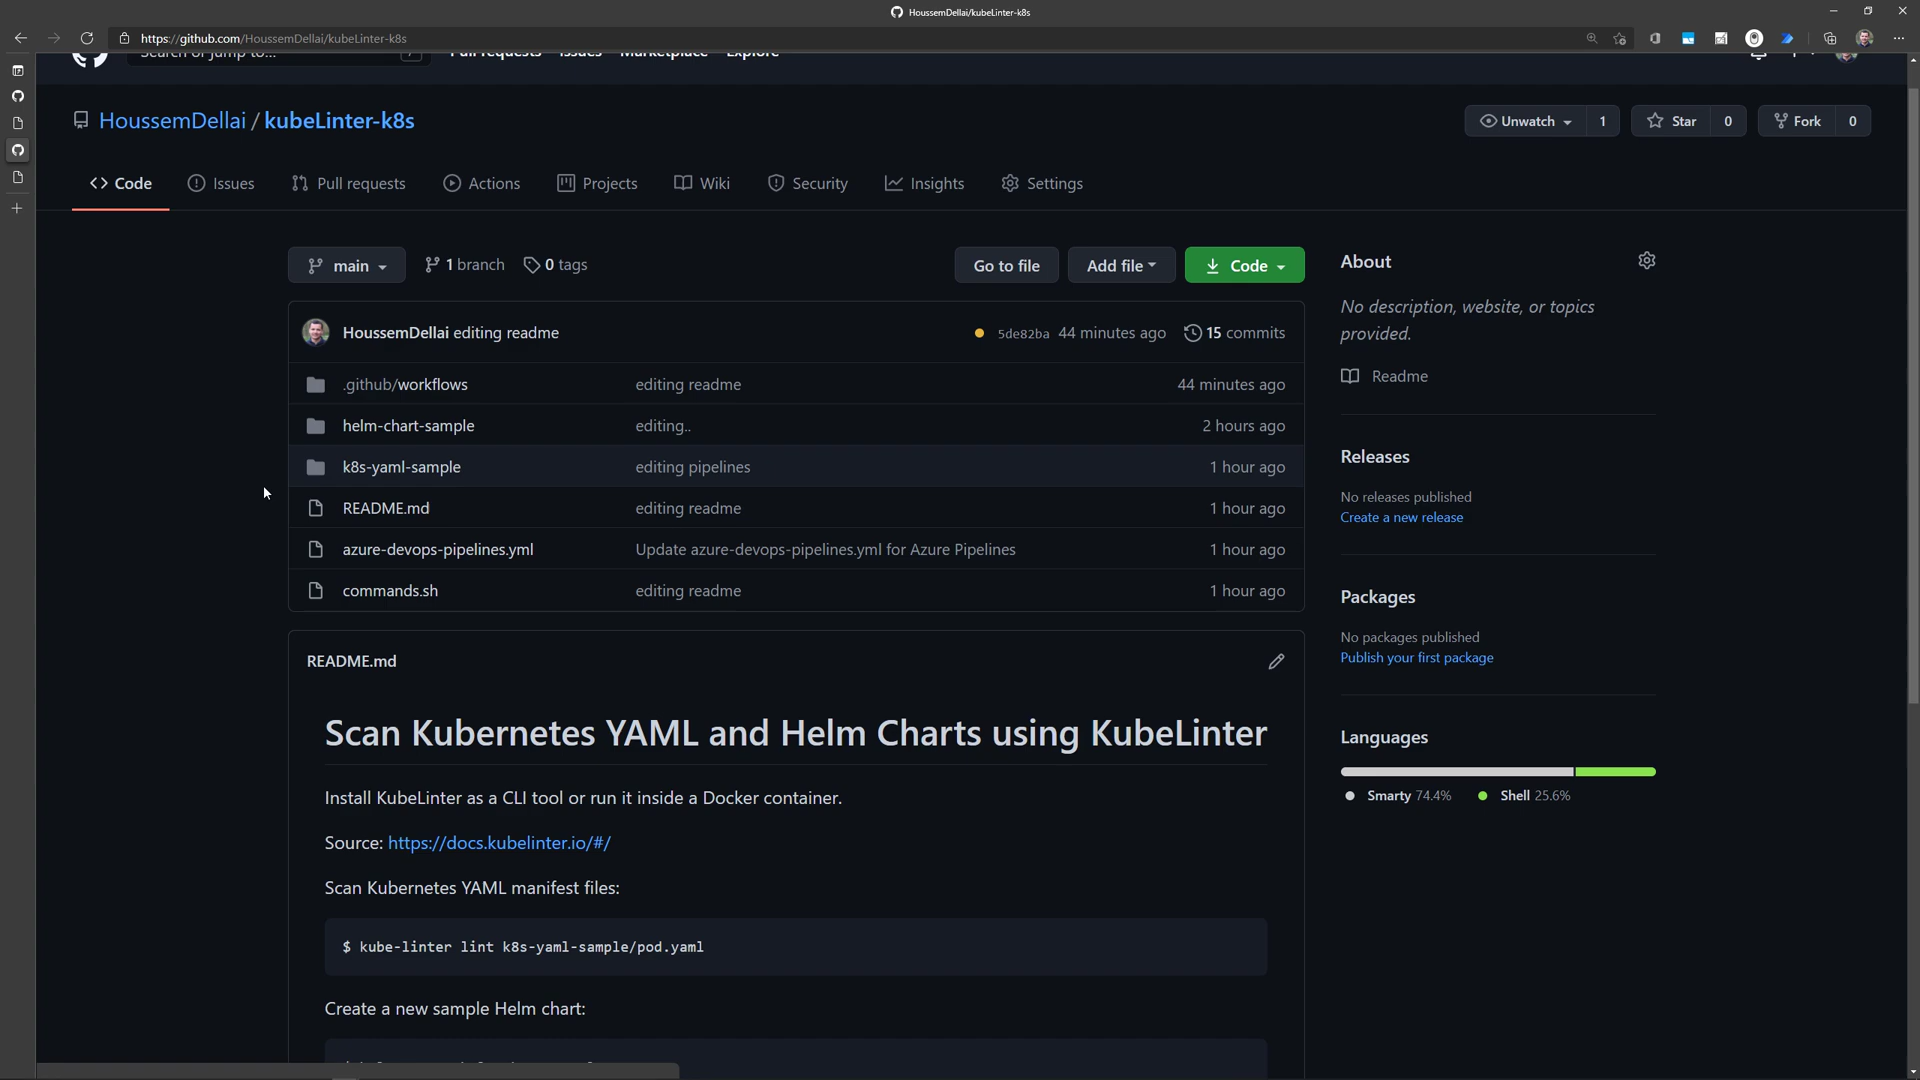 HoussemDellai/kubeLinter-k8s
https://github.com/HoussemDellai/kubeLinter-k8s
Search or jump to... / Pull requests Issues Marketplace Explore
HoussemDellai / kubeLinter-k8s
Unwatch 1 Star 0 Fork 0
Code Issues Pull requests Actions Projects Wiki Security Insights Settings
main 1 branch 0 tags Go to file Add file Code
HoussemDellai editing readme 5de82ba 44 minutes ago 15 commits
.github/workflows editing readme 44 minutes ago
helm-chart-sample editing.. 2 hours ago
k8s-yaml-sample editing pipelines 1 hour ago
README.md editing readme 1 hour ago
azure-devops-pipelines.yml Update azure-devops-pipelines.yml for Azure Pipelines 1 hour ago
commands.sh editing readme 1 hour ago
README.md
Scan Kubernetes YAML and Helm Charts using KubeLinter
Install KubeLinter as a CLI tool or run it inside a Docker container.
Source: https://docs.kubelinter.io/#/
Scan Kubernetes YAML manifest files:
$ kube-linter lint k8s-yaml-sample/pod.yaml
Create a new sample Helm chart:
About
No description, website, or topics
provided.
Readme
Releases
No releases published
Create a new release
Packages
No packages published
Publish your first package
Languages
Smarty 74.4% Shell 25.6%